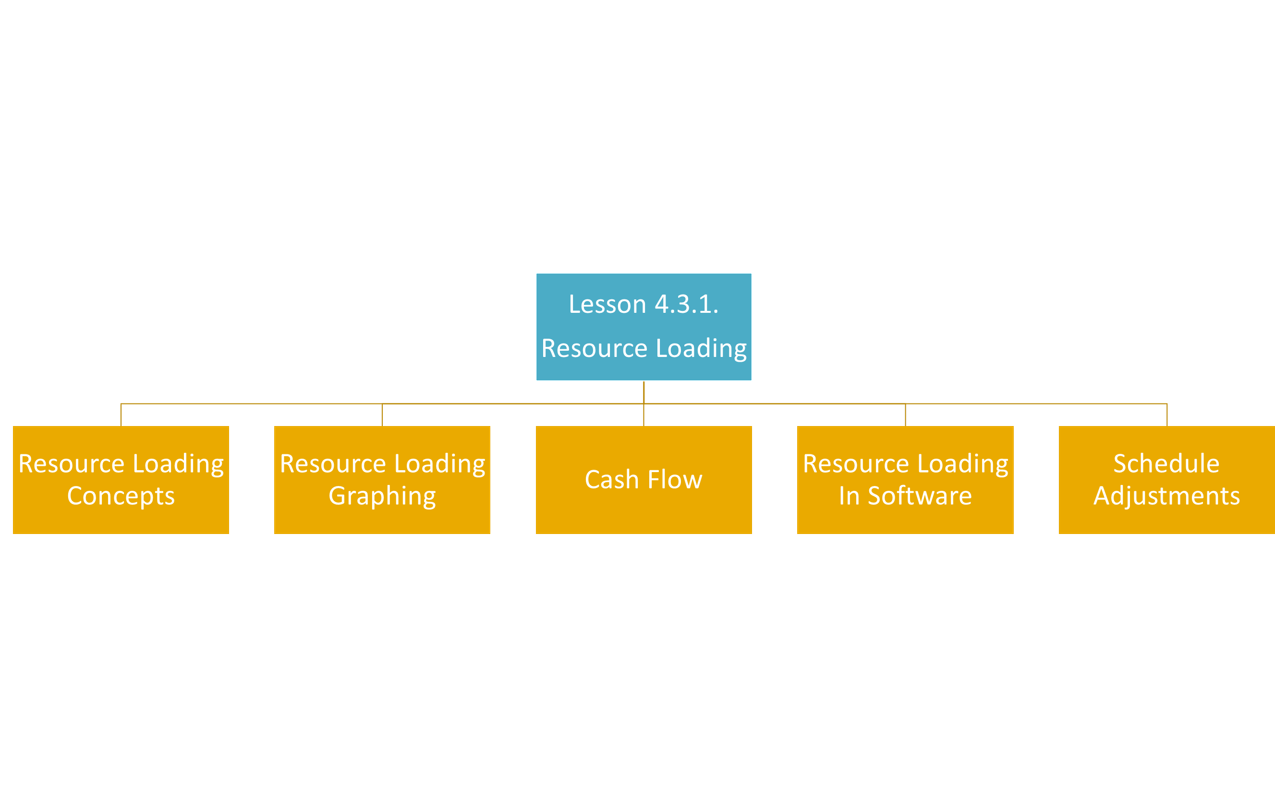 Lesson 4.3.1.
Resource Loading
Resource Loading
Concepts
Resource Loading
Graphing
Cash Flow
Resource Loading
In Software
Schedule
Adjustments